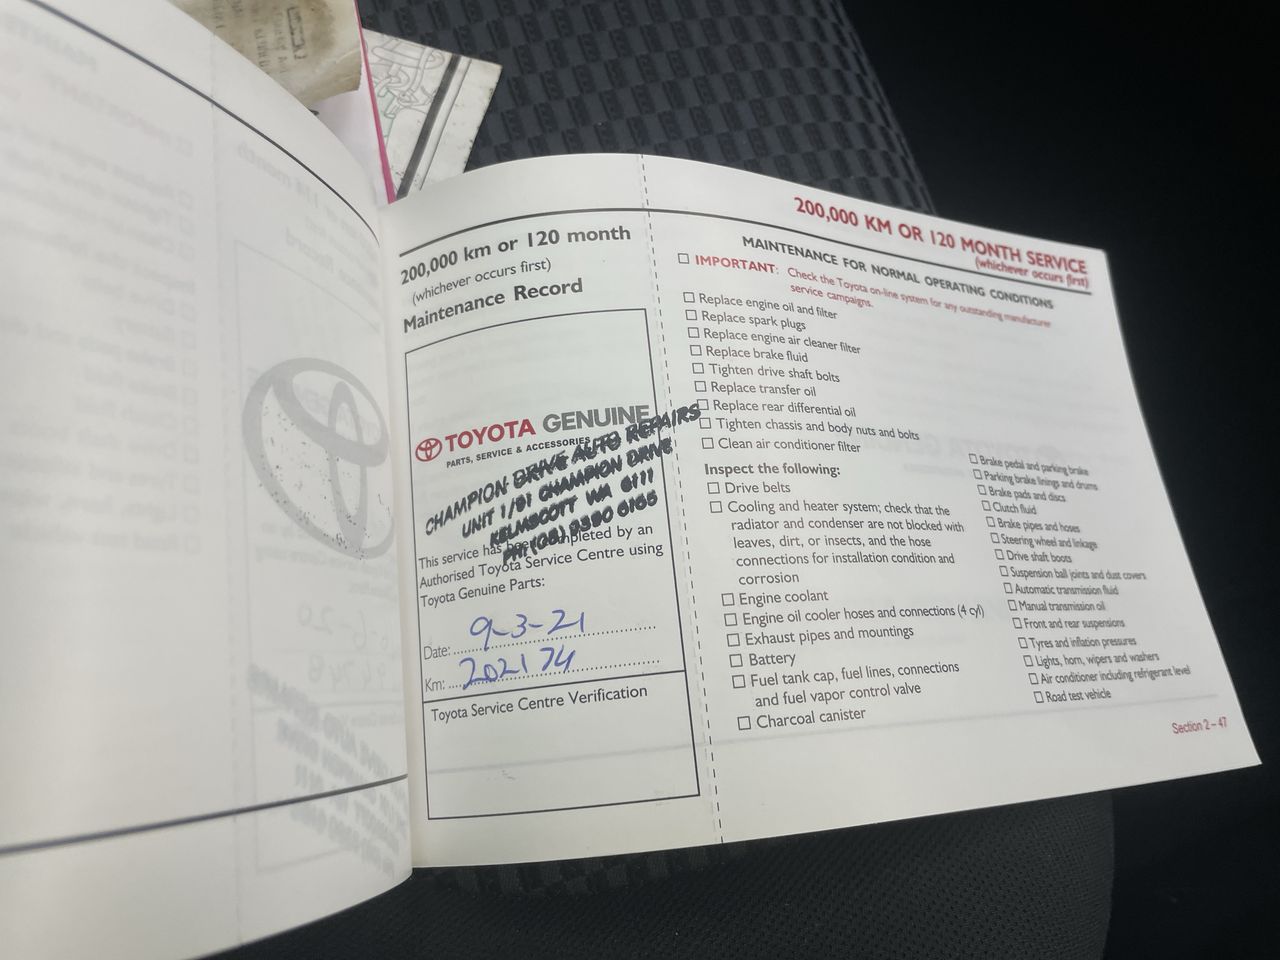 200,000 km or 120 month
(whichever occurs first)
Maintenance Record
TOYOTA GENUINE
PARTS, SERVICE & ACCESSORIES
CHAMPION DRIVE AUTO REPAIRS
UNIT 1/91 CHAMPION DRIVE
KELMSCOTT WA 6111
PH: (08) 9390 6166
This service has been completed by an
Authorised Toyota Service Centre using
Toyota Genuine Parts:
Date: 9-3-21
Km: 202174
Toyota Service Centre Verification
200,000 KM OR 120 MONTH SERVICE
(whichever occurs first)
MAINTENANCE FOR NORMAL OPERATING CONDITIONS
IMPORTANT: Check the Toyota on-line system for any outstanding manufacturer
service campaigns.
Replace engine oil and filter
Replace spark plugs
Replace engine air cleaner filter
Replace brake fluid
Tighten drive shaft bolts
Replace transfer oil
Replace rear differential oil
Tighten chassis and body nuts and bolts
Clean air conditioner filter
Inspect the following:
Drive belts
Cooling and heater system; check that the
radiator and condenser are not blocked with
leaves, dirt, or insects, and the hose
connections for installation condition and
corrosion
Engine coolant
Engine oil cooler hoses and connections (4 cyl)
Exhaust pipes and mountings
Battery
Fuel tank cap, fuel lines, connections
and fuel vapor control valve
Charcoal canister
Brake pedal and parking brake
Parking brake linings and drums
Brake pads and discs
Clutch fluid
Brake pipes and hoses
Steering wheel and linkage
Drive shaft boots
Suspension ball joints and dust covers
Automatic transmission fluid
Manual transmission oil
Front and rear suspensions
Tyres and inflation pressures
Lights, horn, wipers and washers
Air conditioner including refrigerant level
Road test vehicle
Section 2 – 47